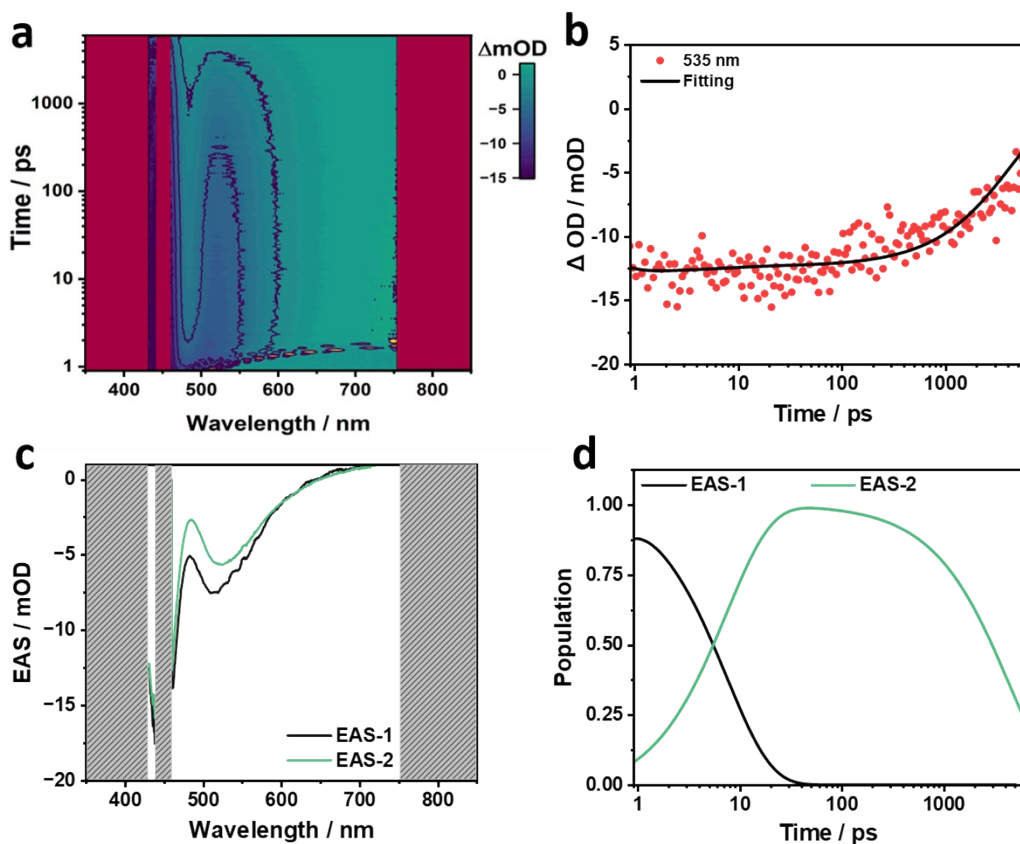 a
ΔmOD
0
−5
−10
−15
1000
100
10
1
Time / ps
400 500 600 700 800
Wavelength / nm
b
535 nm
Fitting
5
0
-5
-10
-15
-20
Δ OD / mOD
1 10 100 1000
Time / ps
c
0
−5
−10
−15
−20
EAS / mOD
EAS-1
EAS-2
400 500 600 700 800
Wavelength / nm
d
EAS-1 EAS-2
1.00
0.75
0.50
0.25
0.00
Population
1 10 100 1000
Time / ps